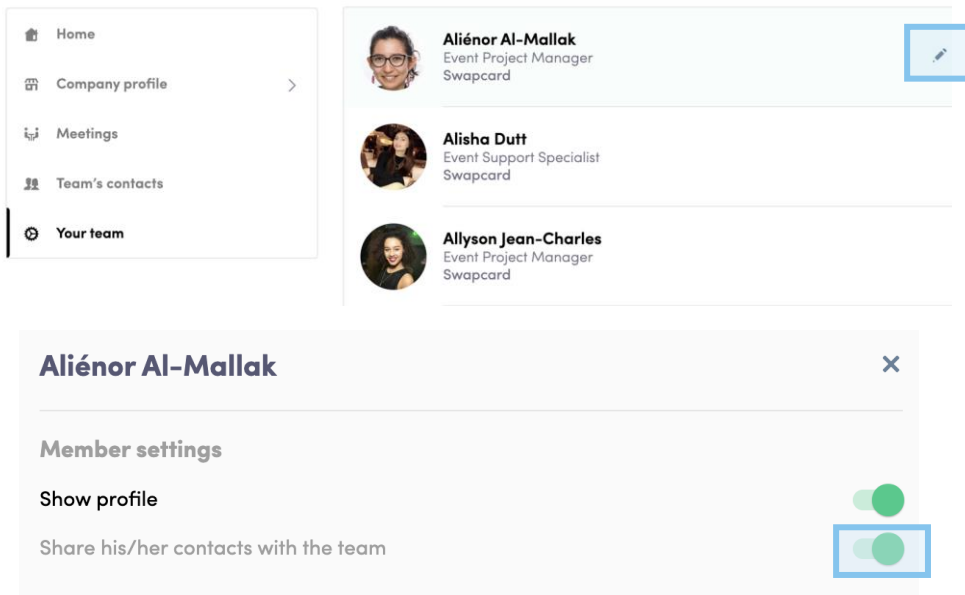 Home
Company profile
Meetings
Team's contacts
Your team
Aliénor Al-Mallak
Event Project Manager
Swapcard
Alisha Dutt
Event Support Specialist
Swapcard
Allyson Jean-Charles
Event Project Manager
Swapcard
Aliénor Al-Mallak
Member settings
Show profile
Share his/her contacts with the team